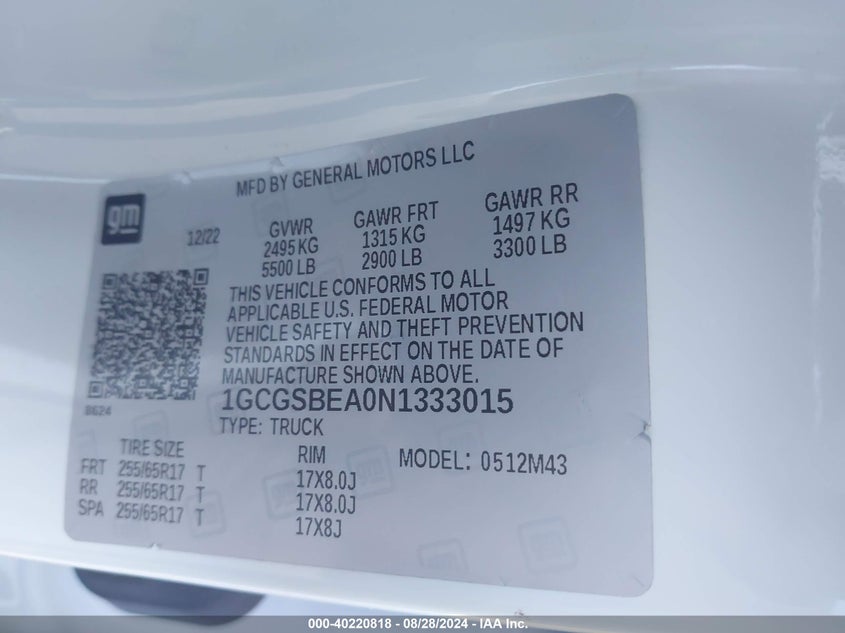 MFD BY GENERAL MOTORS LLC
gm
12/22
GVWR
2495 KG
5500 LB
GAWR FRT
1315 KG
2900 LB
GAWR RR
1497 KG
3300 LB
THIS VEHICLE CONFORMS TO ALL
APPLICABLE U.S. FEDERAL MOTOR
VEHICLE SAFETY AND THEFT PREVENTION
STANDARDS IN EFFECT ON THE DATE OF
MANUFACTURE SHOWN ABOVE.
8624
1GCGSBEA0N1333015
TYPE: TRUCK
TIRE SIZE
RIM
MODEL: 0512M43
FRT 255/65R17 T 17X8.0J
RR 255/65R17 T 17X8.0J
SPA 255/65R17 T 17X8J
000-40220818 - 08/28/2024 - IAA Inc.